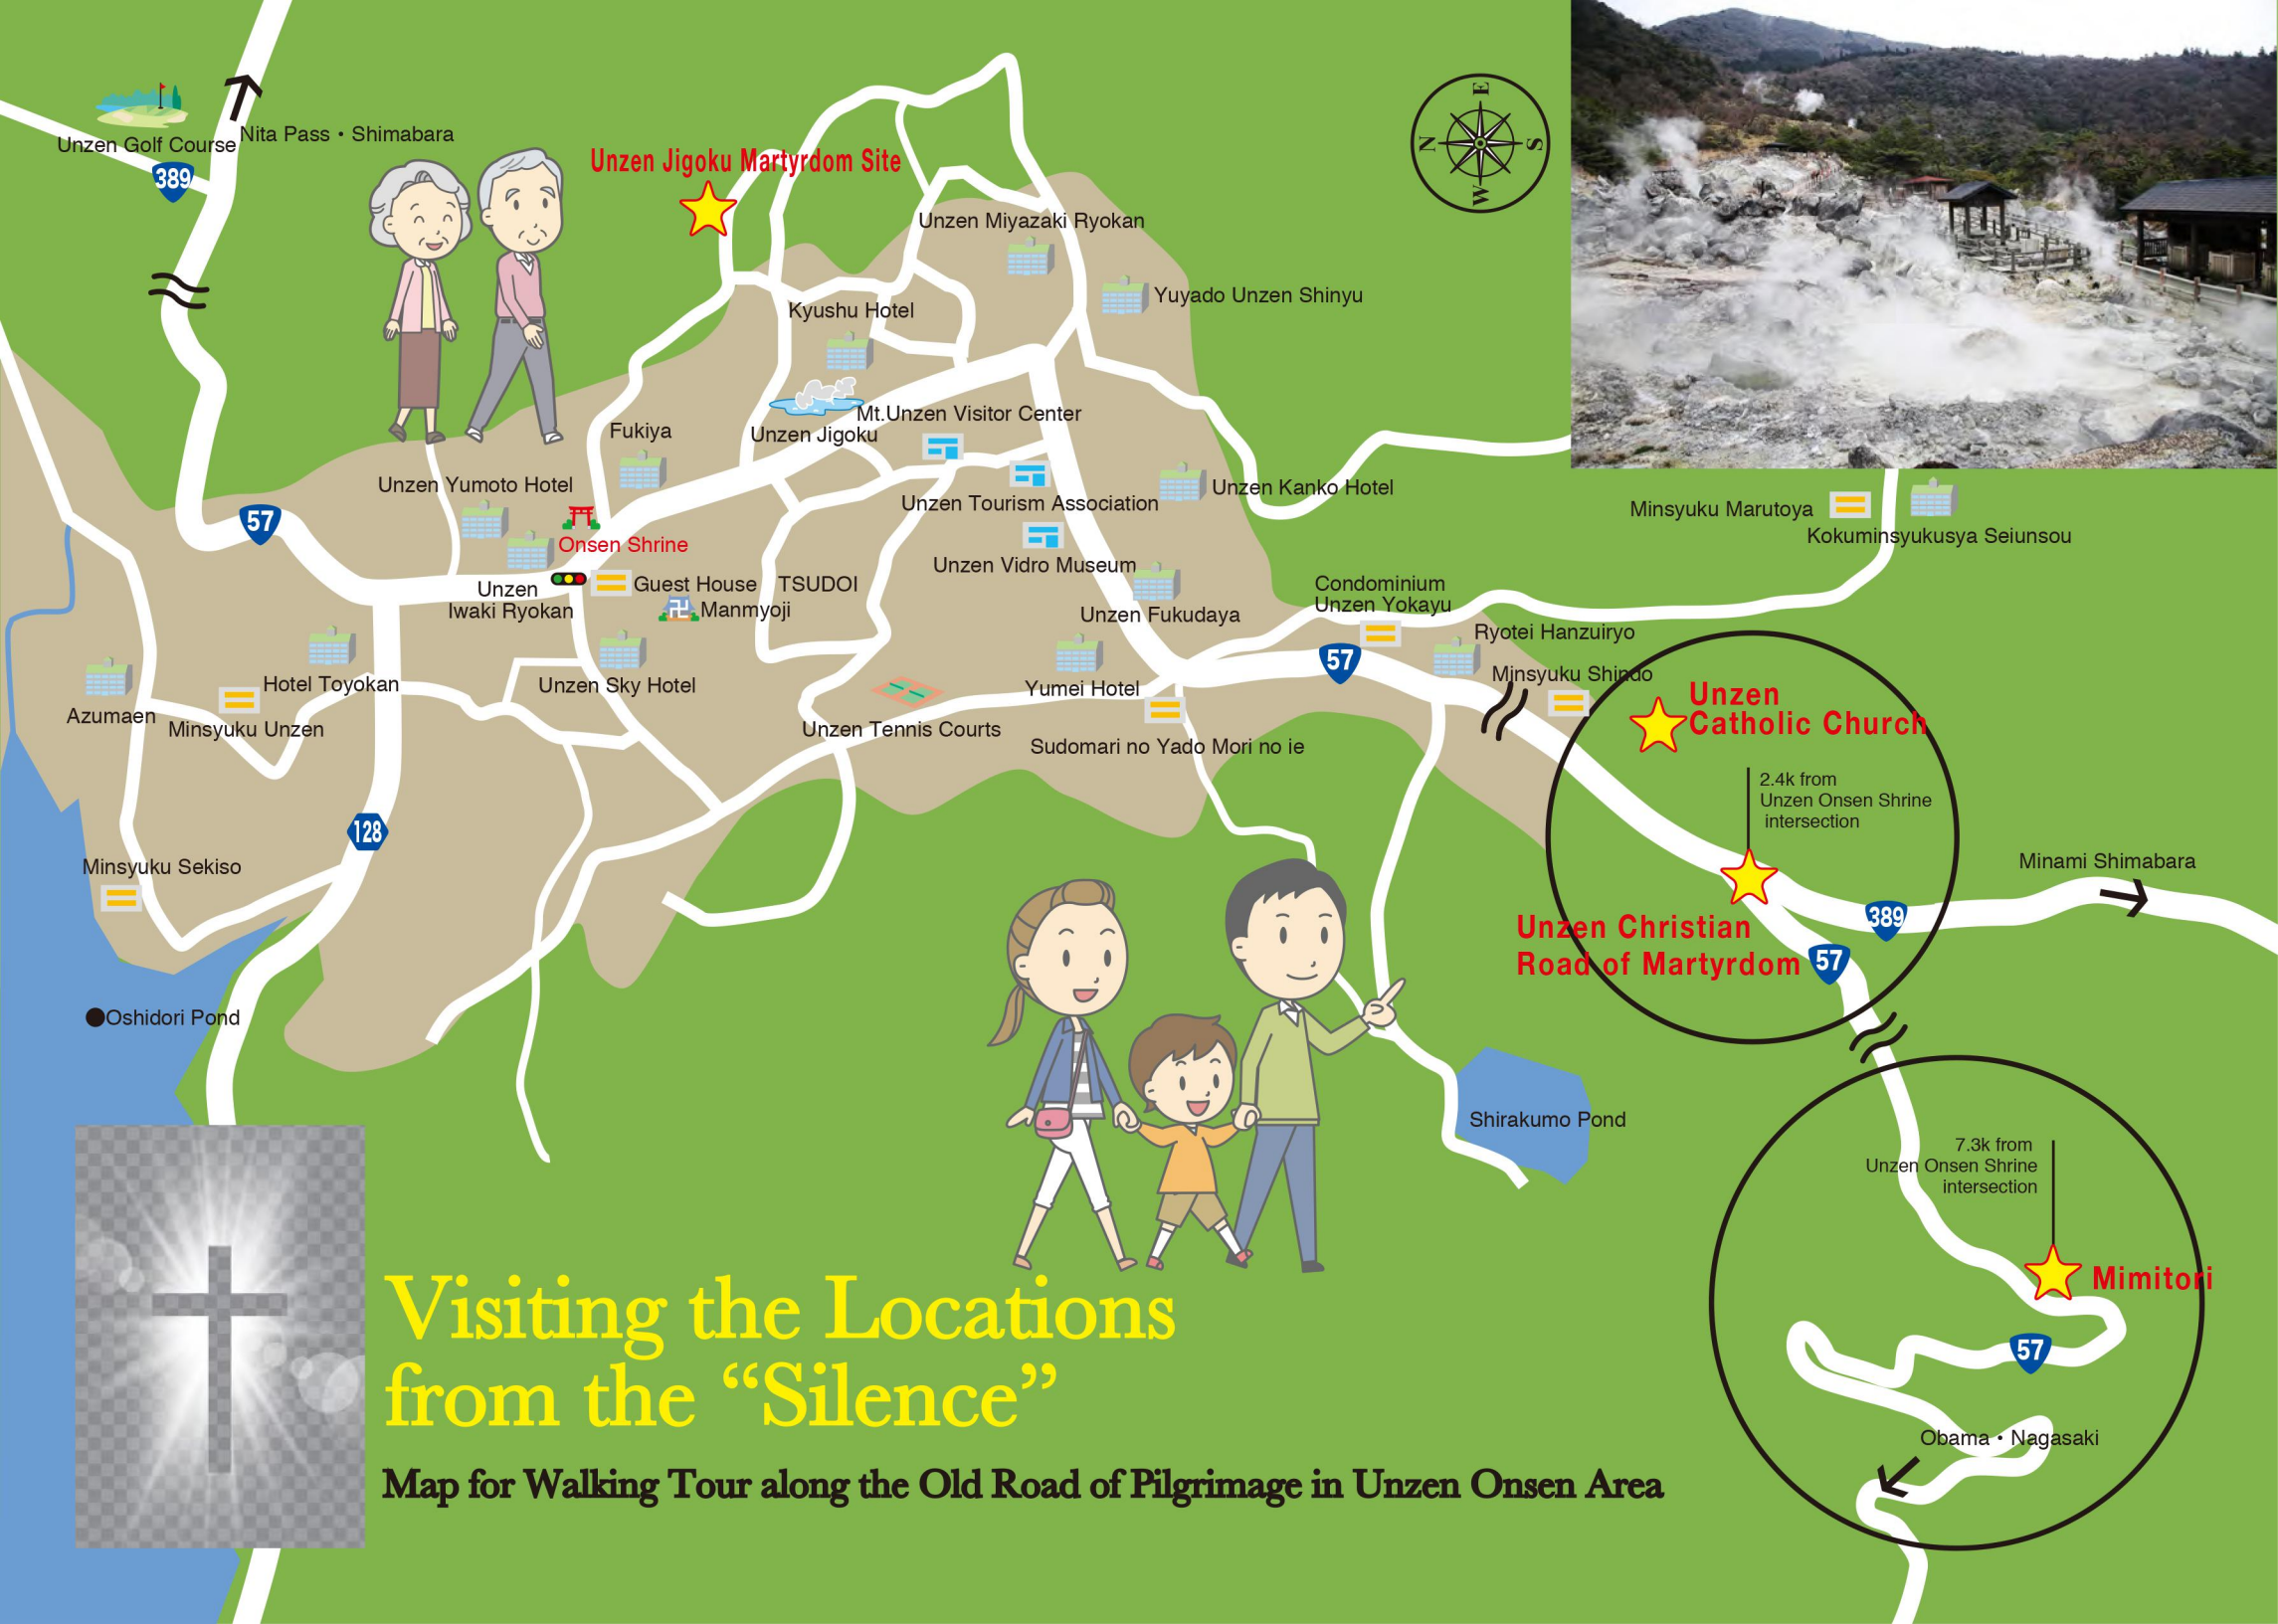 Unzen Golf Course
Nita Pass・Shimabara
389
Unzen Jigoku Martyrdom Site
E
N
S
W
Unzen Miyazaki Ryokan
Yuyado Unzen Shinyu
Kyushu Hotel
Mt.Unzen Visitor Center
Unzen Jigoku
Fukiya
Unzen Yumoto Hotel
Unzen Tourism Association
Unzen Kanko Hotel
Minsyuku Marutoya
Kokuminsyukusya Seiunsou
57
Onsen Shrine
Unzen Vidro Museum
Unzen
Iwaki Ryokan
Guest House TSUDOI
Manmyoji
Unzen Fukudaya
Condominium
Unzen Yokayu
Ryotei Hanzuiryo
57
Minsyuku Shindo
Azumaen
Hotel Toyokan
Minsyuku Unzen
Unzen Sky Hotel
Unzen Tennis Courts
Yumei Hotel
Sudomari no Yado Mori no ie
Unzen
Catholic Church
2.4k from
Unzen Onsen Shrine
intersection
128
Minsyuku Sekiso
Minami Shimabara
389
Unzen Christian
Road of Martyrdom
57
Oshidori Pond
Shirakumo Pond
7.3k from
Unzen Onsen Shrine
intersection
Mimitori
57
Obama・Nagasaki
Visiting the Locations
from the “Silence”
Map for Walking Tour along the Old Road of Pilgrimage in Unzen Onsen Area